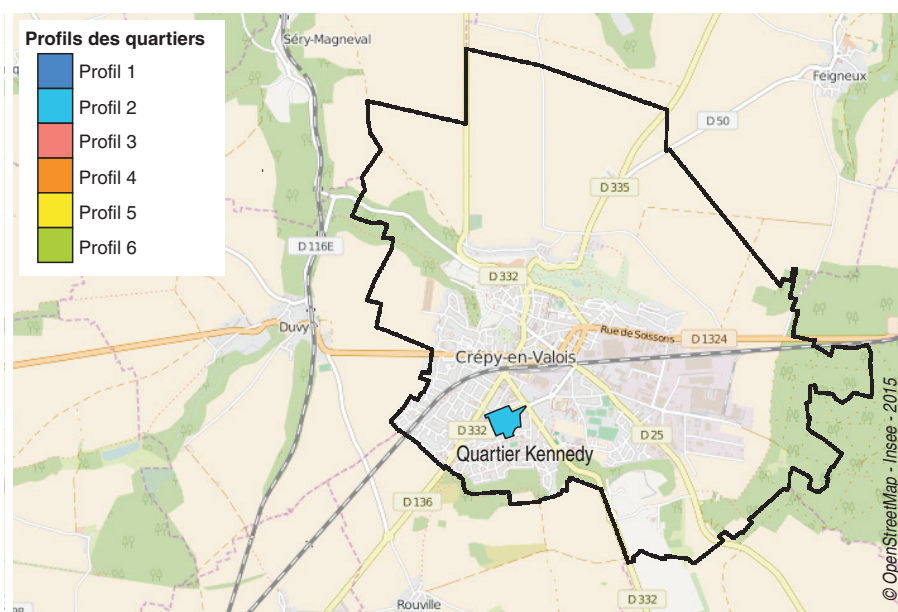 Profils des quartiers
Profil 1
Profil 2
Profil 3
Profil 4
Profil 5
Profil 6
Séry-Magneval
Feigneux
D 50
D 335
D 116E
D 332
Duvy
Rue de Soissons
D 1324
Crépy-en-Valois
D 332
D 25
Quartier Kennedy
D 136
Rouville
D 332
© OpenStreetMap - Insee - 2015